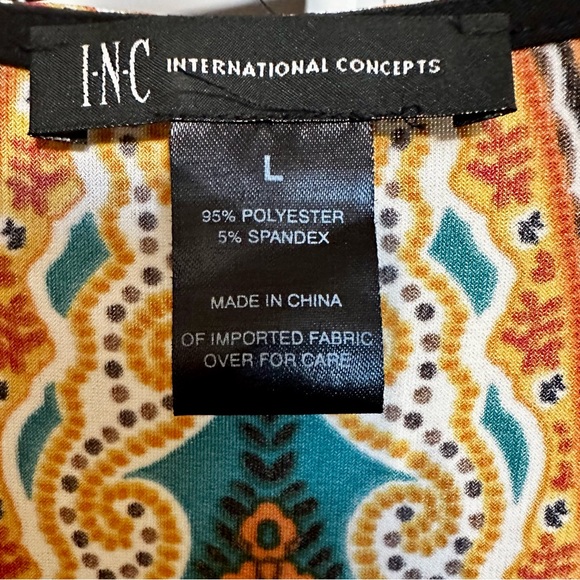 I·N·C INTERNATIONAL CONCEPTS
L
95% POLYESTER
5% SPANDEX
MADE IN CHINA
OF IMPORTED FABRIC
OVER FOR CARE